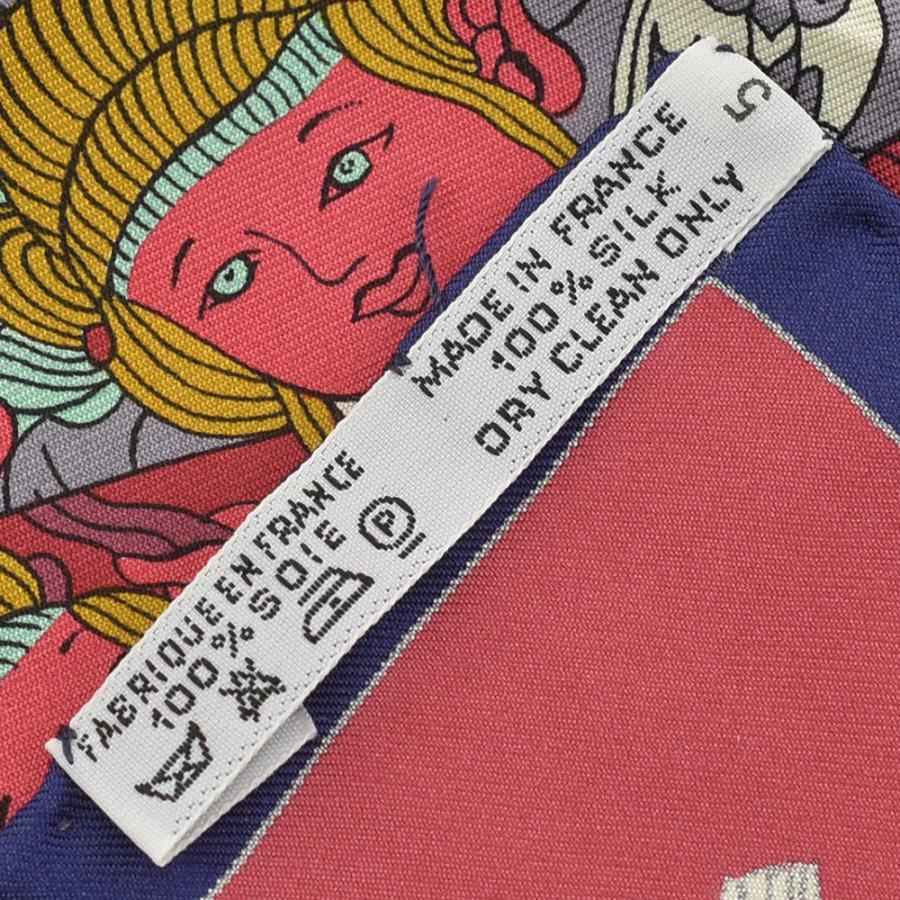 MADE IN FRANCE
100% SILK
DRY CLEAN ONLY
5
FABRIQUE EN FRANCE
100% SOIE
P